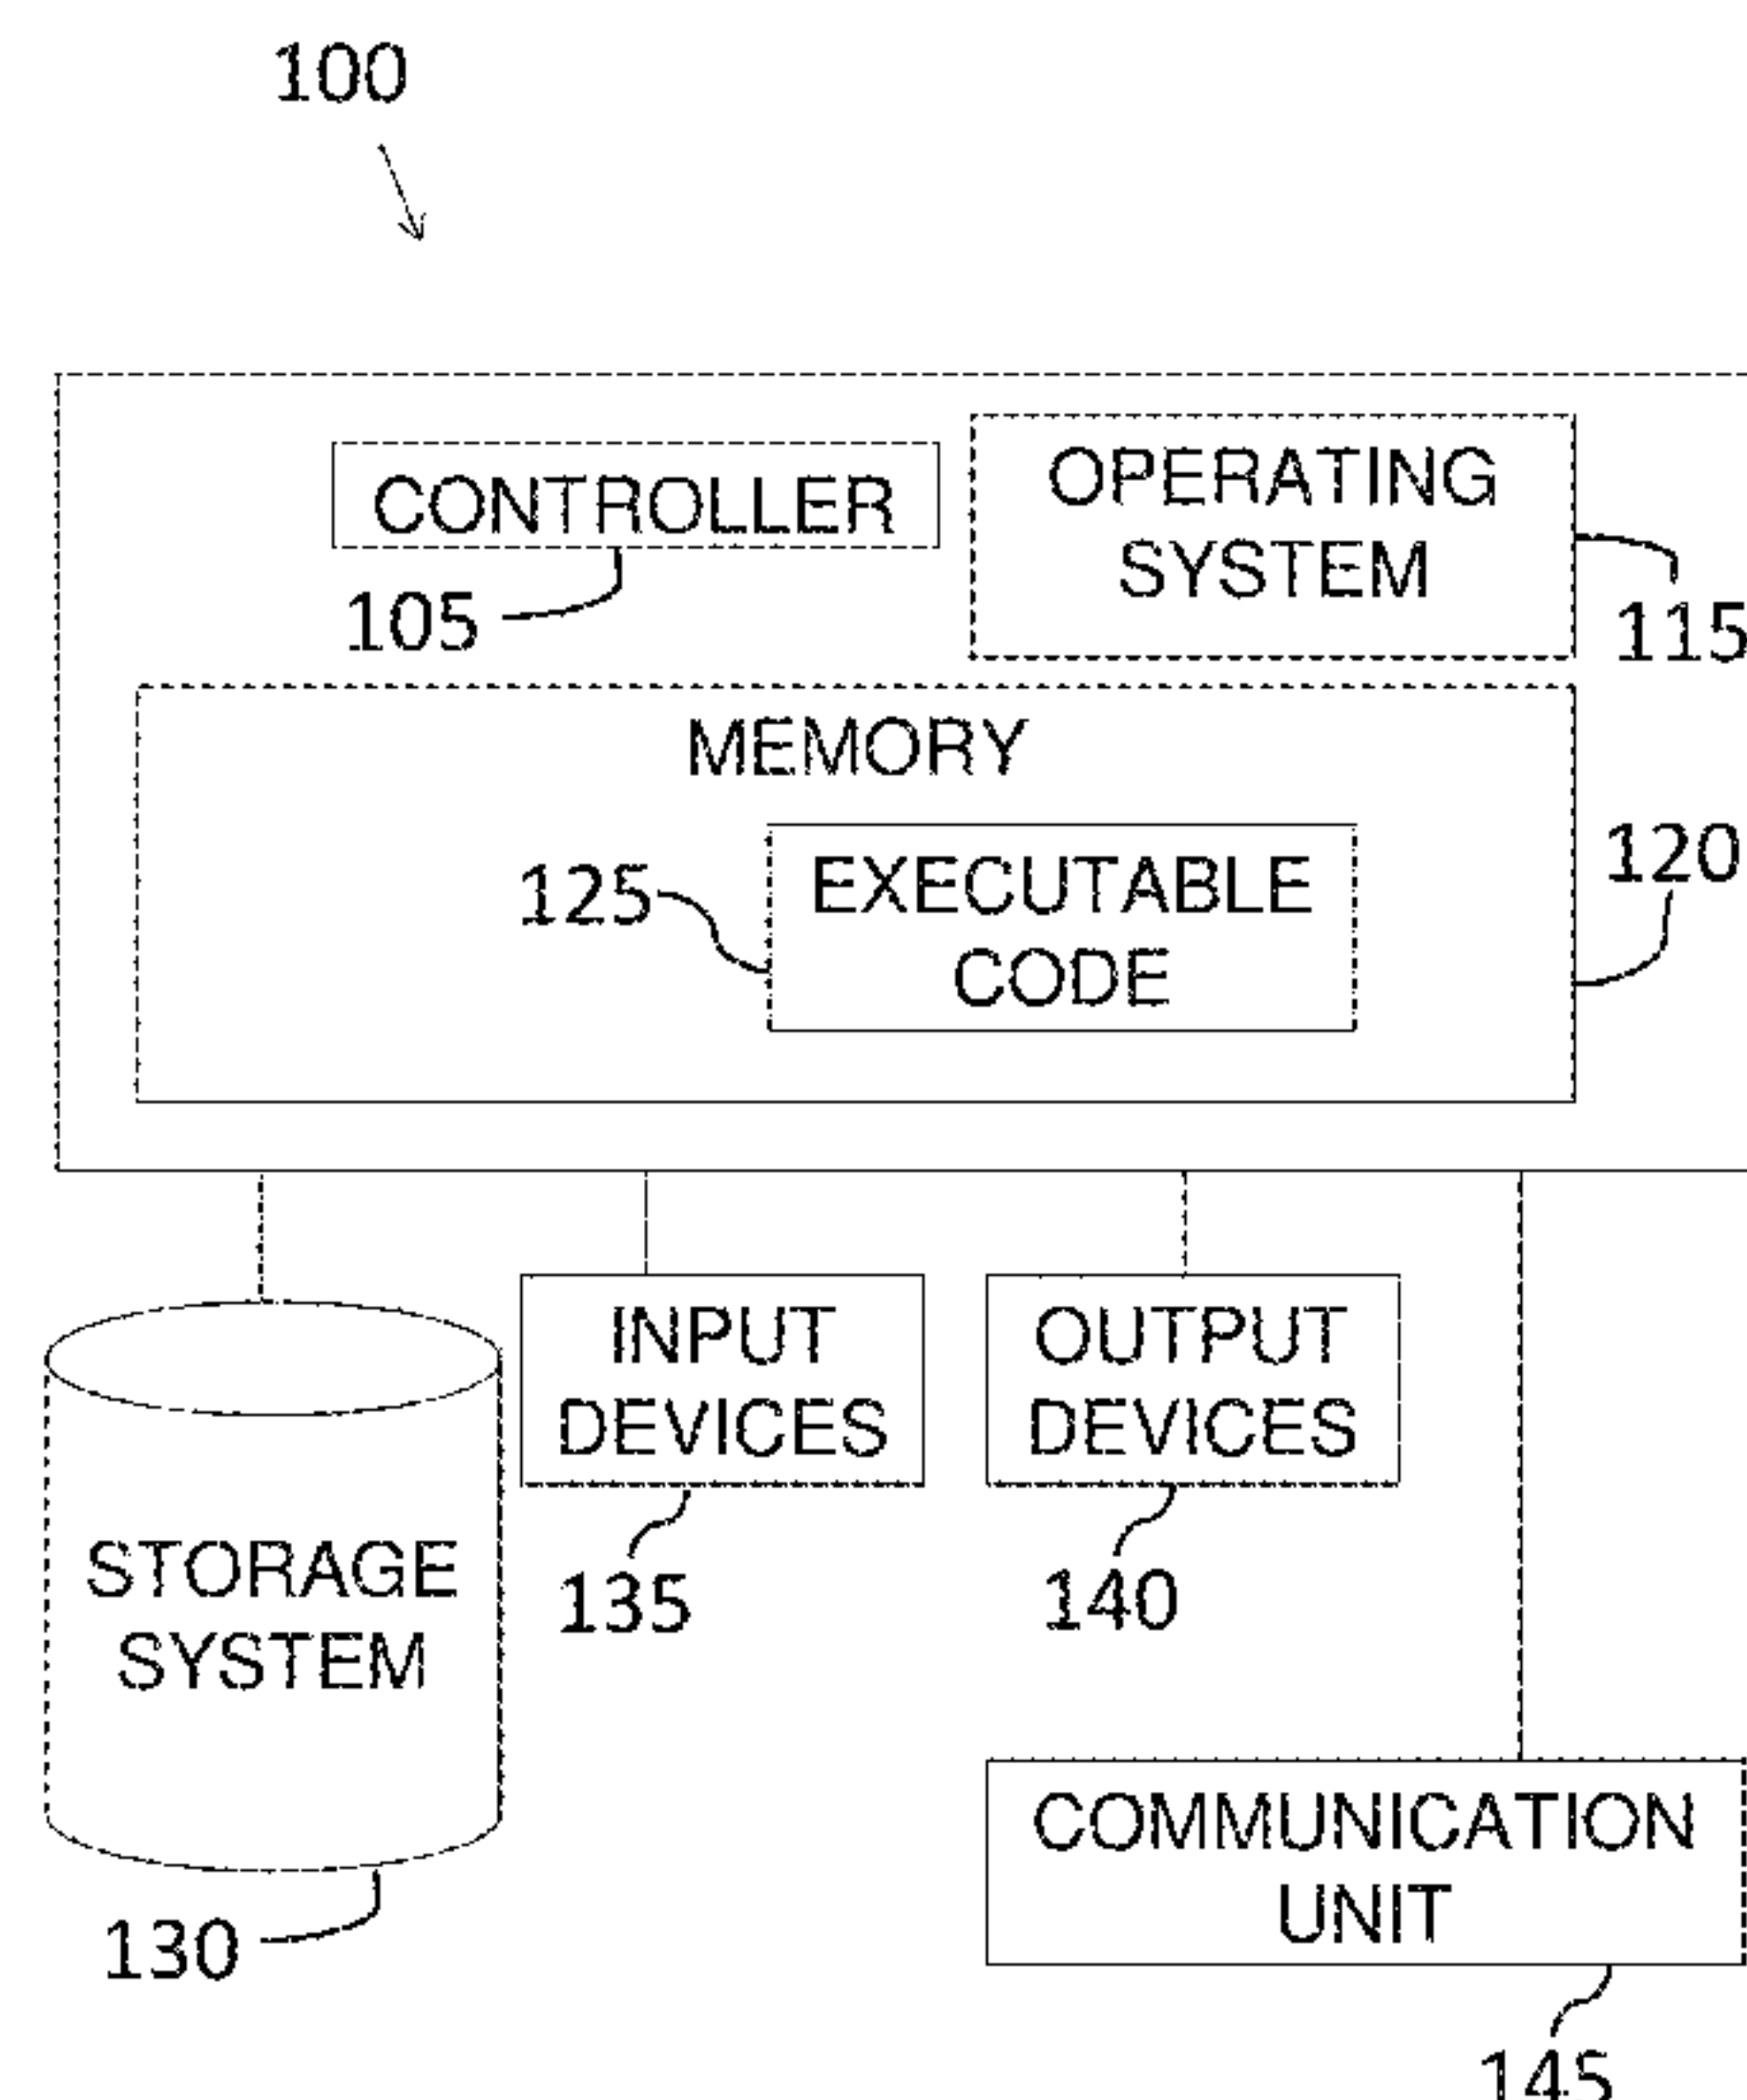 100
CONTROLLER
105
OPERATING
SYSTEM
115
MEMORY
125
EXECUTABLE
CODE
120
STORAGE
SYSTEM
130
INPUT
DEVICES
135
OUTPUT
DEVICES
140
COMMUNICATION
UNIT
145